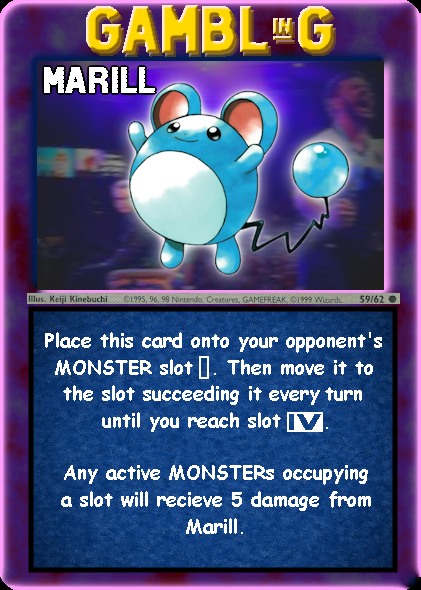 GAMBL IN G
MARILL
Illus. Keiji Kinebuchi ©1995, 96, 98 Nintendo, Creatures, GAMEFREAK. ©1999 Wizards. 59/62
Place this card onto your opponent's
MONSTER slot I. Then move it to
the slot succeeding it every turn
until you reach slot IV.
Any active MONSTERs occupying
a slot will recieve 5 damage from
Marill.